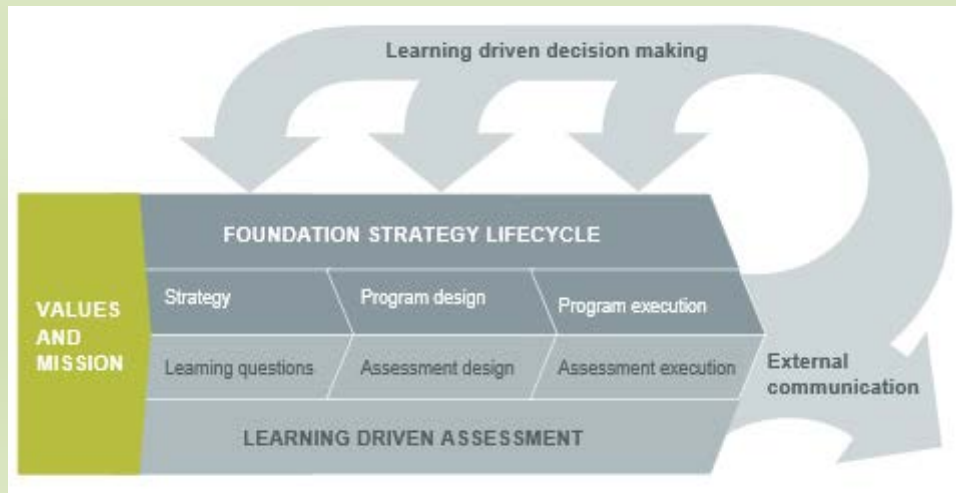 Learning driven decision making
FOUNDATION STRATEGY LIFECYCLE
VALUES
AND
MISSION
Strategy
Program design
Program execution
Learning questions
Assessment design
Assessment execution
External
communication
LEARNING DRIVEN ASSESSMENT